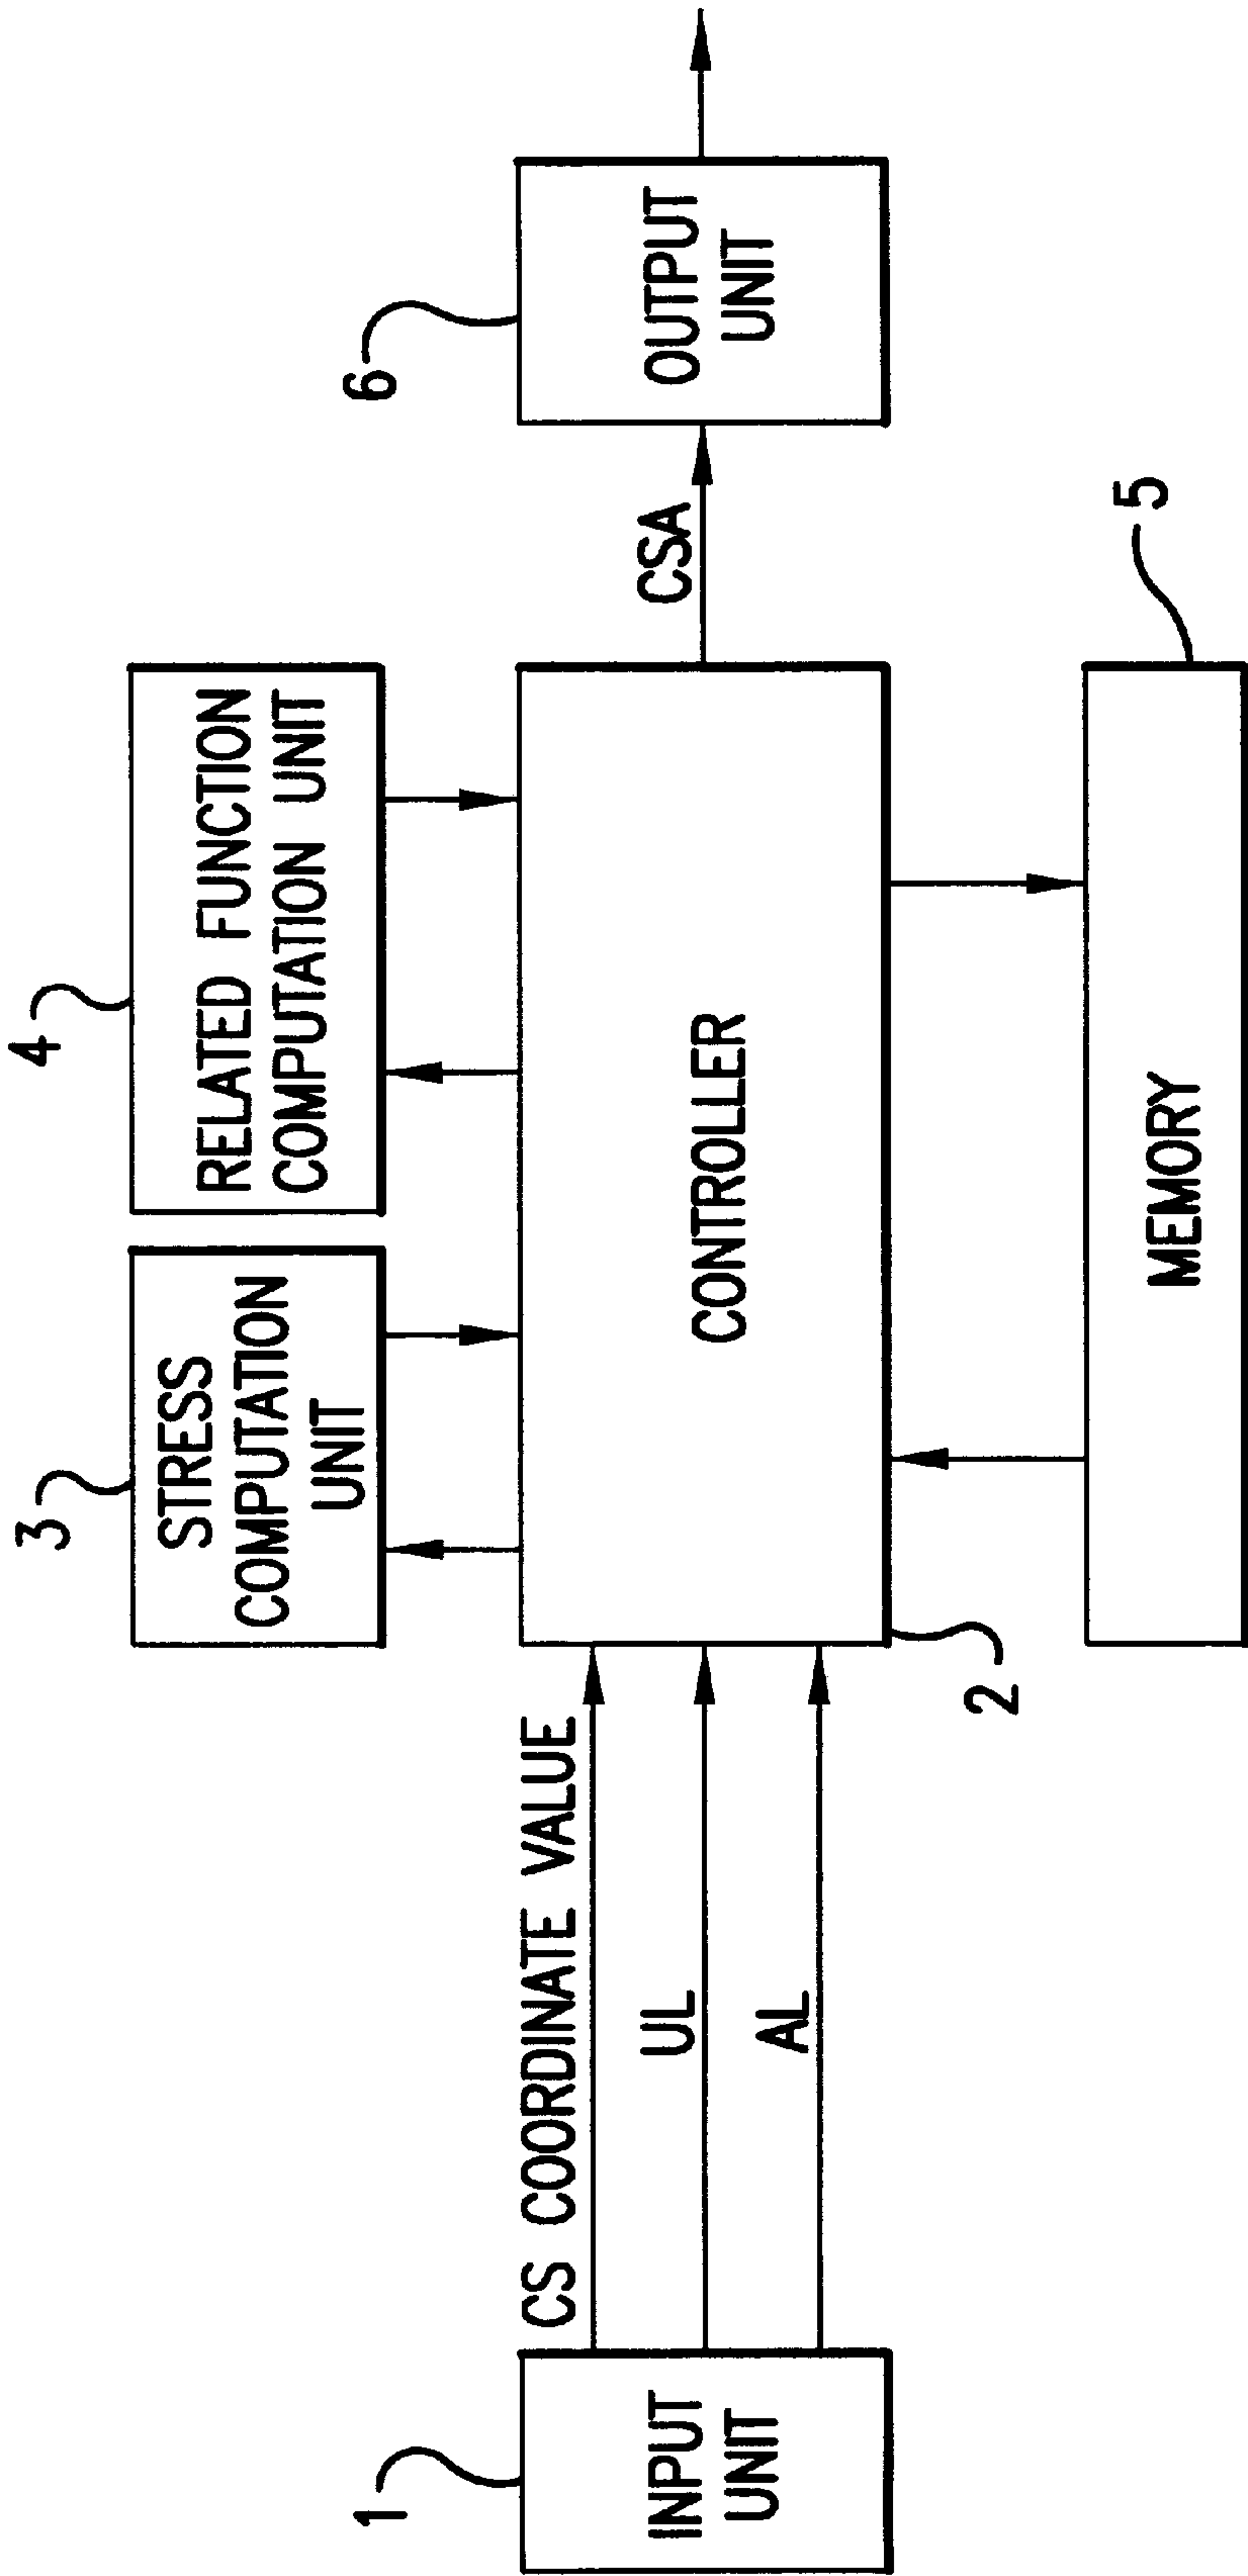 3
STRESS
COMPUTATION
UNIT
4
RELATED FUNCTION
COMPUTATION UNIT
1
INPUT
UNIT
CS COORDINATE VALUE
UL
AL
CONTROLLER
2
CSA
6
OUTPUT
UNIT
MEMORY
5